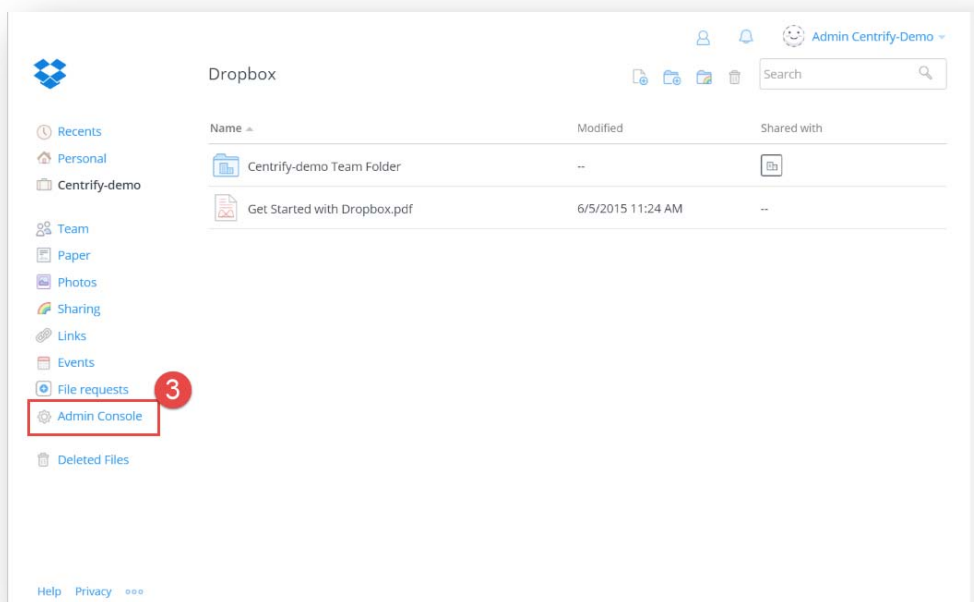 Admin Centrify-Demo
Dropbox
Search
Recents
Personal
Centrify-demo
Team
Paper
Photos
Sharing
Links
Events
File requests
3
Admin Console
Deleted Files
Name Modified Shared with
Centrify-demo Team Folder --
Get Started with Dropbox.pdf 6/5/2015 11:24 AM --
Help Privacy